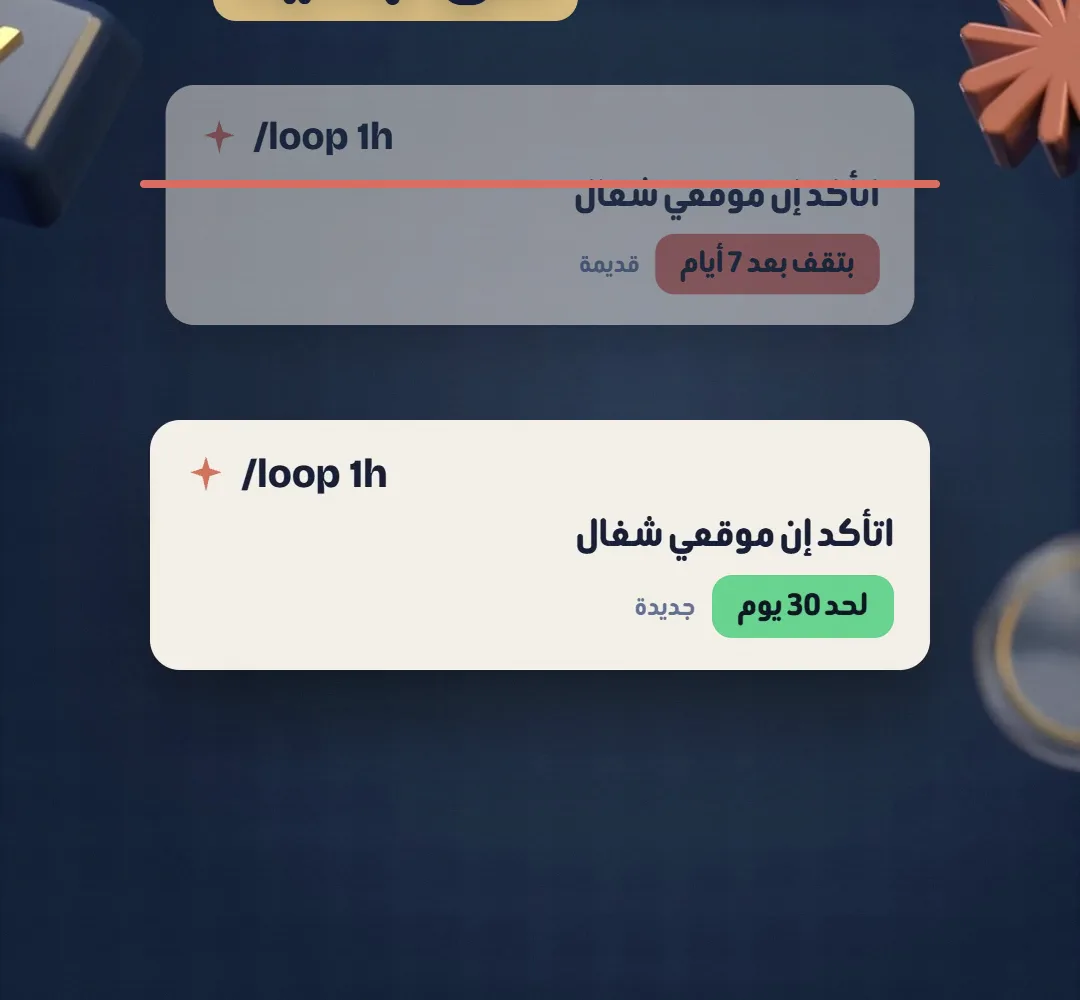 /loop 1h
اتأكد إن موقعي شغال
بتقف بعد 7 أيام
قديمة
/loop 1h
اتأكد إن موقعي شغال
لحد 30 يوم
جديدة